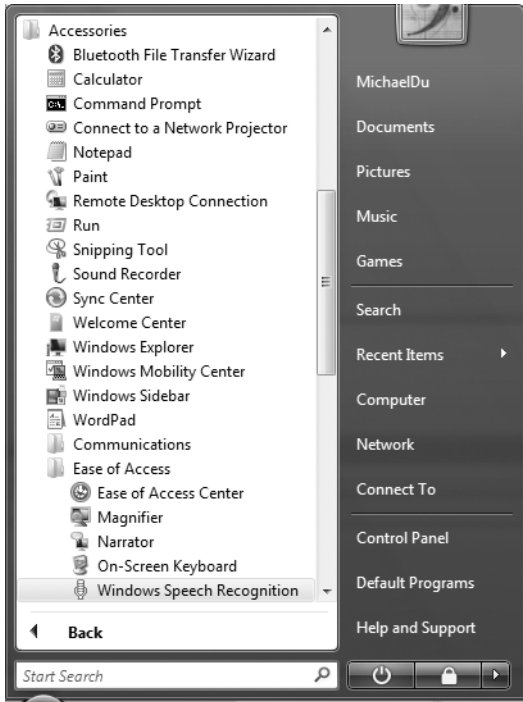 Accessories
Bluetooth File Transfer Wizard
Calculator
Command Prompt
Connect to a Network Projector
Notepad
Paint
Remote Desktop Connection
Run
Snipping Tool
Sound Recorder
Sync Center
Welcome Center
Windows Explorer
Windows Mobility Center
Windows Sidebar
WordPad
Communications
Ease of Access
Ease of Access Center
Magnifier
Narrator
On-Screen Keyboard
Windows Speech Recognition
Back
Start Search
MichaelDu
Documents
Pictures
Music
Games
Search
Recent Items
Computer
Network
Connect To
Control Panel
Default Programs
Help and Support